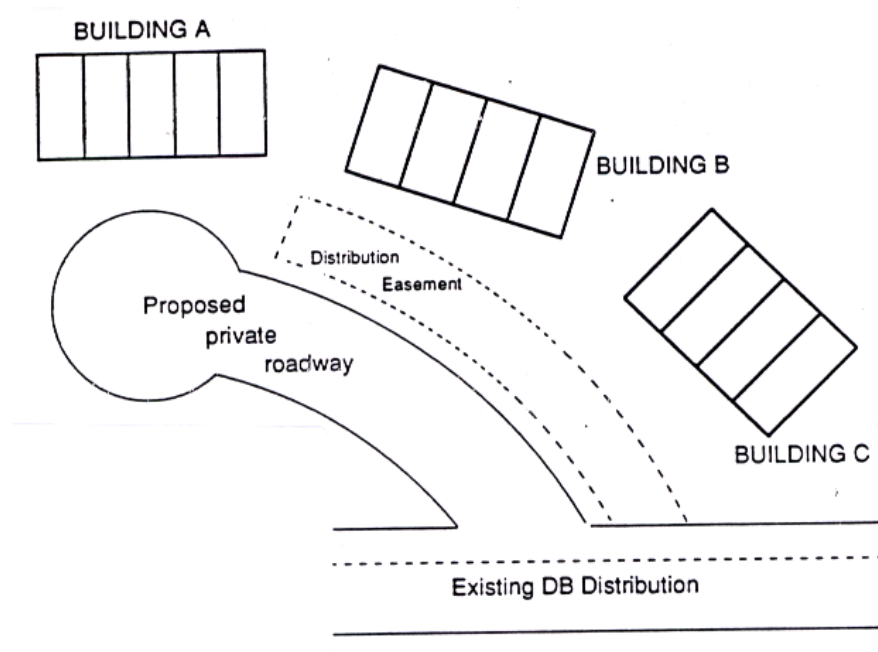 BUILDING A
BUILDING B
Distribution
Easement
Proposed
private
roadway
BUILDING C
Existing DB Distribution